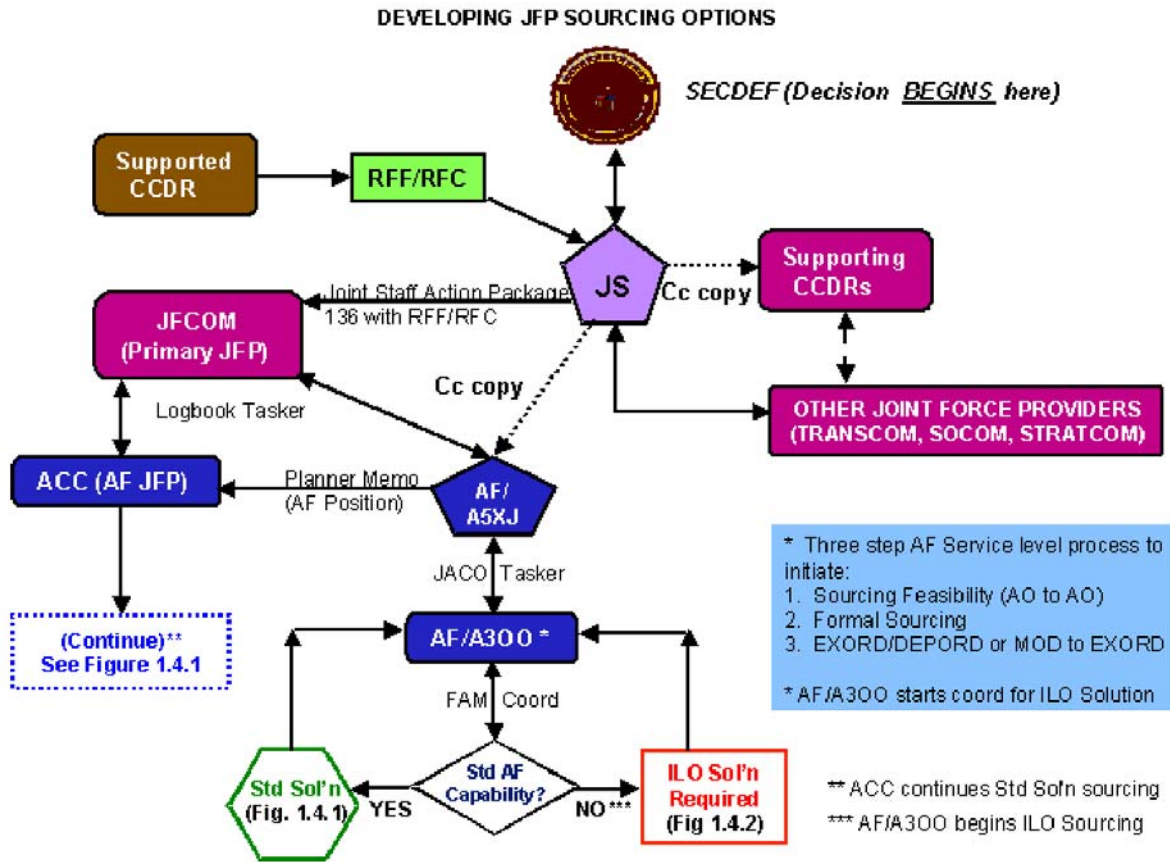 DEVELOPING JFP SOURCING OPTIONS
SECDEF (Decision BEGINS here)
Supported
CCDR
RFF/RFC
JS
Cc copy
Supporting
CCDRs
Joint Staff Action Package
136 with RFF/RFC
JFCOM
(Primary JFP)
Cc copy
OTHER JOINT FORCE PROVIDERS
(TRANSCOM, SOCOM, STRATCOM)
Logbook Tasker
ACC (AF JFP)
Planner Memo
(AF Position)
AF/
A5XJ
JACO Tasker
(Continue)**
See Figure 1.4.1
AF/A3OO *
FAM Coord
* Three step AF Service level process to
initiate:
1. Sourcing Feasibility (AO to AO)
2. Formal Sourcing
3. EXORD/DEPORD or MOD to EXORD
* AF/A3OO starts coord for ILO Solution
Std Sol'n
(Fig. 1.4.1)
YES
Std AF
Capability?
NO***
ILO Sol'n
Required
(Fig 1.4.2)
** ACC continues Std Sol'n sourcing
*** AF/A3OO begins ILO Sourcing